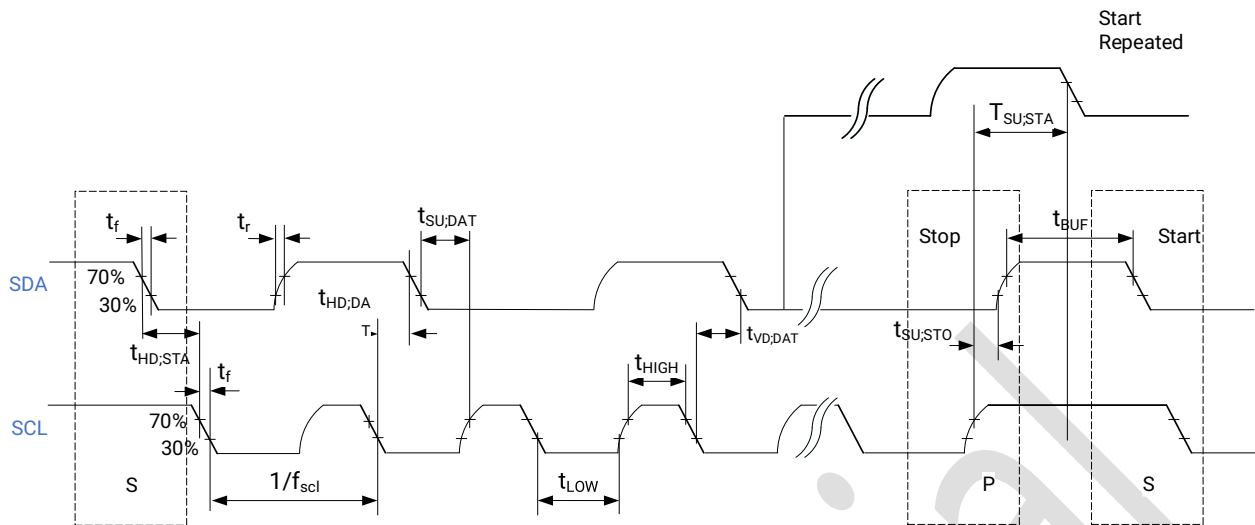 Start
Repeated
TSU;STA
tf
tr
tSU;DAT
Stop
tBUF
Start
SDA
70%
30%
tHD;DA
T
tHD;STA
tVD;DAT
tSU;STO
tf
tHIGH
SCL
70%
30%
S
1/fscl
tLOW
P
S